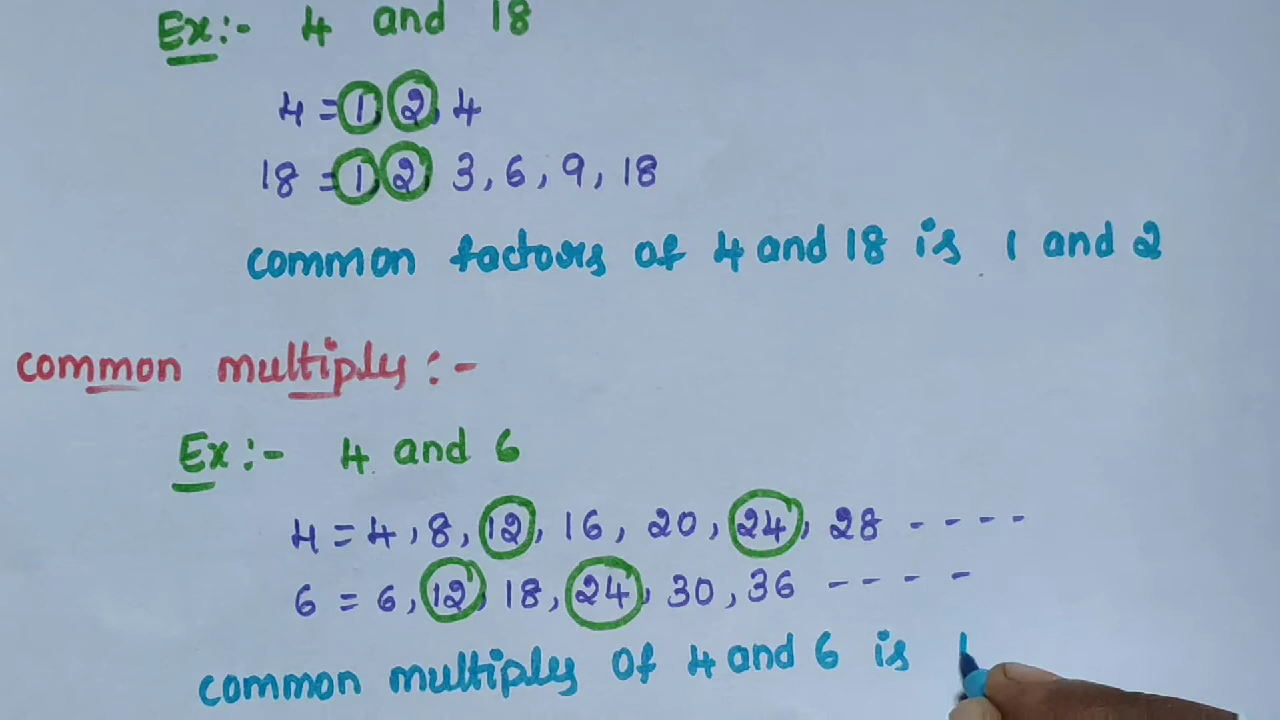 Ex:- 4 and 18
4 = 1 2, 4
18 = 1 2 3, 6, 9, 18
common factors of 4 and 18 is 1 and 2
common multiply :-
Ex :- 4 and 6
4 = 4, 8, 12, 16, 20, 24, 28 - - - -
6 = 6, 12, 18, 24, 30, 36 - - - -
common multiples of 4 and 6 is 1